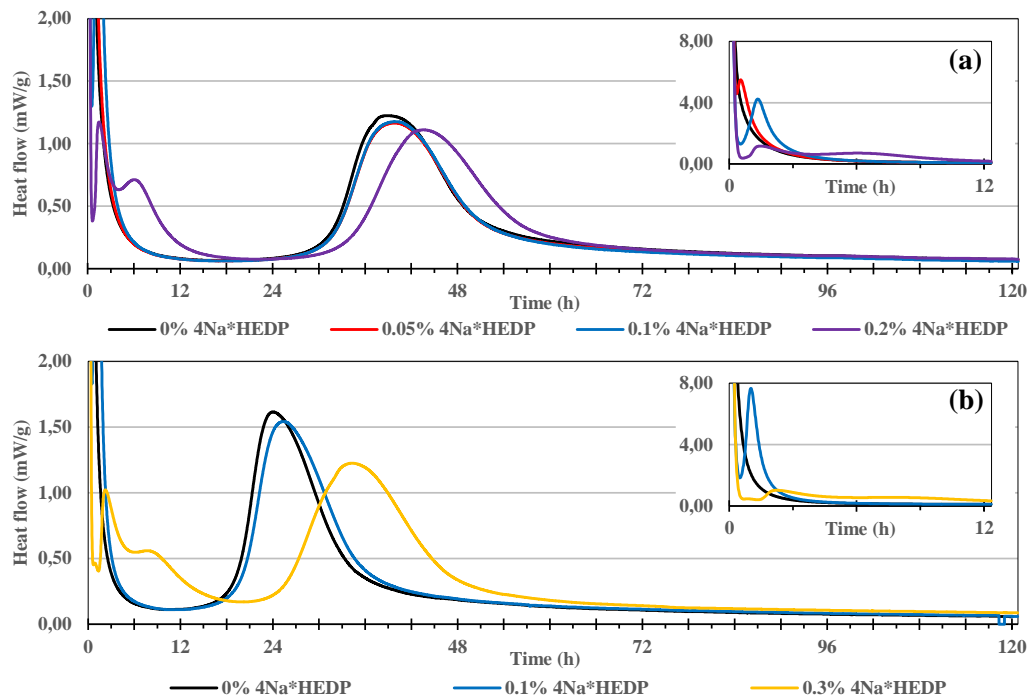 2,00
1,50
1,00
0,50
0,00
Heat flow (mW/g)
0
12
24
48
72
96
120
Time (h)
8,00
4,00
0,00
0
12
Time (h)
(a)
0% 4Na*HEDP
0.05% 4Na*HEDP
0.1% 4Na*HEDP
0.2% 4Na*HEDP
2,00
1,50
1,00
0,50
0,00
Heat flow (mW/g)
0
12
24
48
72
96
120
Time (h)
8,00
4,00
0,00
0
12
Time (h)
(b)
0% 4Na*HEDP
0.1% 4Na*HEDP
0.3% 4Na*HEDP